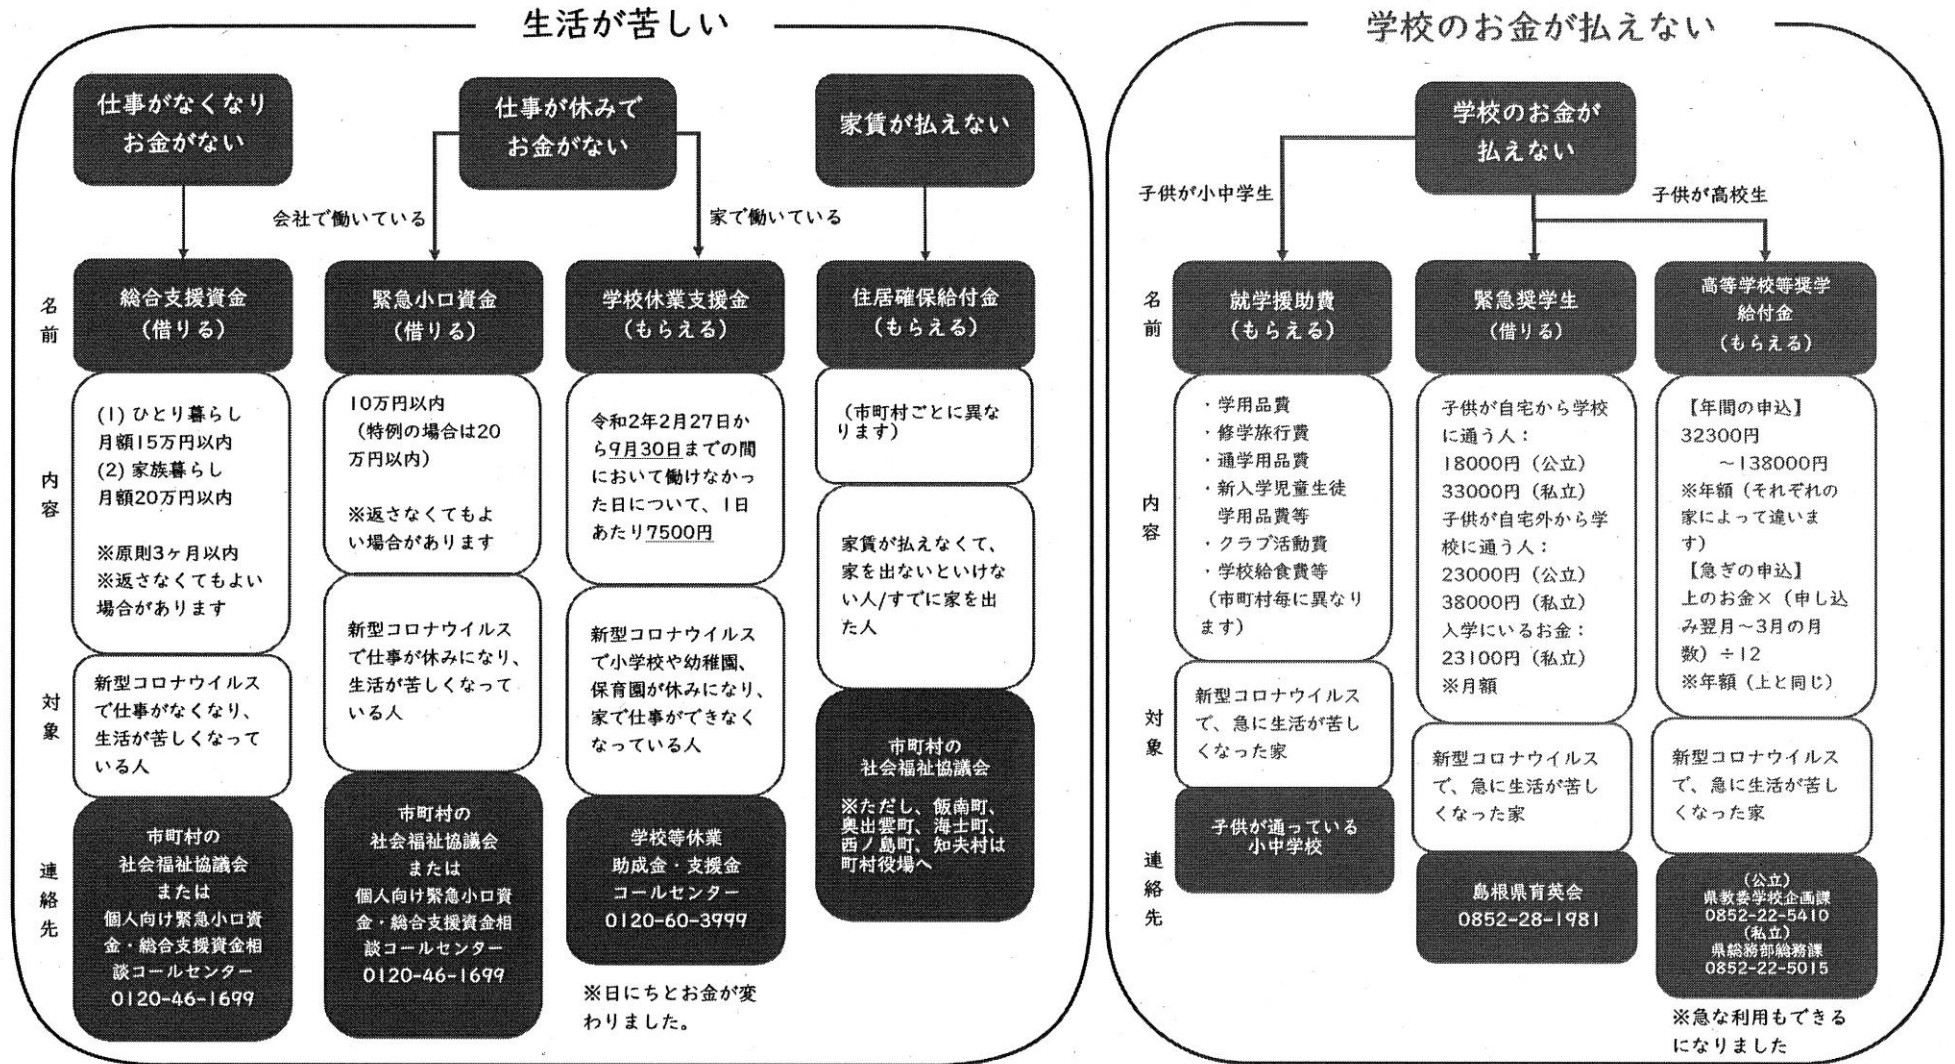 生活が苦しい
仕事がなくなり
お金がない
仕事が休みで
お金がない
家賃が払えない
会社で働いている
家で働いている
名前
総合支援資金
(借りる)
緊急小口資金
(借りる)
学校休業支援金
(もらえる)
住居確保給付金
(もらえる)
内容
(1) ひとり暮らし
月額15万円以内
(2) 家族暮らし
月額20万円以内
※原則3ヶ月以内
※返さなくてもよい
場合があります
10万円以内
(特例の場合は20
万円以内)
※返さなくてもよ
い場合があります
令和2年2月27日か
ら9月30日までの間
において働けなかっ
た日について、1日
あたり7500円
(市町村ごとに異な
ります)
対象
新型コロナウイルス
で仕事がなくなり、
生活が苦しくなって
いる人
新型コロナウイルス
で仕事が休みになり、
生活が苦しくなって
いる人
新型コロナウイルス
で小学校や幼稚園、
保育園が休みになり、
家で仕事ができなく
なっている人
家賃が払えなくて、
家を出ないといけな
い人/すでに家を出
た人
連絡先
市町村の
社会福祉協議会
または
個人向け緊急小口資
金・総合支援資金相
談コールセンター
0120-46-1699
市町村の
社会福祉協議会
または
個人向け緊急小口資
金・総合支援資金相
談コールセンター
0120-46-1699
学校等休業
助成金・支援金
コールセンター
0120-60-3999
※日にちとお金が変
わりました。
市町村の
社会福祉協議会
※ただし、飯南町、
奥出雲町、海士町、
西ノ島町、知夫村は
町村役場へ
学校のお金が払えない
学校のお金が
払えない
子供が小中学生
子供が高校生
名前
就学援助費
(もらえる)
緊急奨学生
(借りる)
高等学校等奨学
給付金
(もらえる)
内容
・学用品費
・修学旅行費
・通学用品費
・新入学児童生徒
学用品費等
・クラブ活動費
・学校給食費等
(市町村毎に異なり
ます)
子供が自宅から学校
に通う人:
18000円 (公立)
33000円 (私立)
子供が自宅外から学
校に通う人:
23000円 (公立)
38000円 (私立)
入学にいるお金:
23100円 (私立)
※月額
【年間の申込】
32300円
～138000円
※年額 (それぞれの
家によって違いま
す)
【急ぎの申込】
上のお金× (申し込
み翌月～3月の月
数) ÷12
※年額 (上と同じ)
対象
新型コロナウイルス
で、急に生活が苦し
くなった家
新型コロナウイルス
で、急に生活が苦し
くなった家
新型コロナウイルス
で、急に生活が苦し
くなった家
連絡先
子供が通っている
小中学校
島根県育英会
0852-28-1981
(公立)
県教委学校企画課
0852-22-5410
(私立)
県総務部総務課
0852-22-5015
※急な利用もできる
になりました